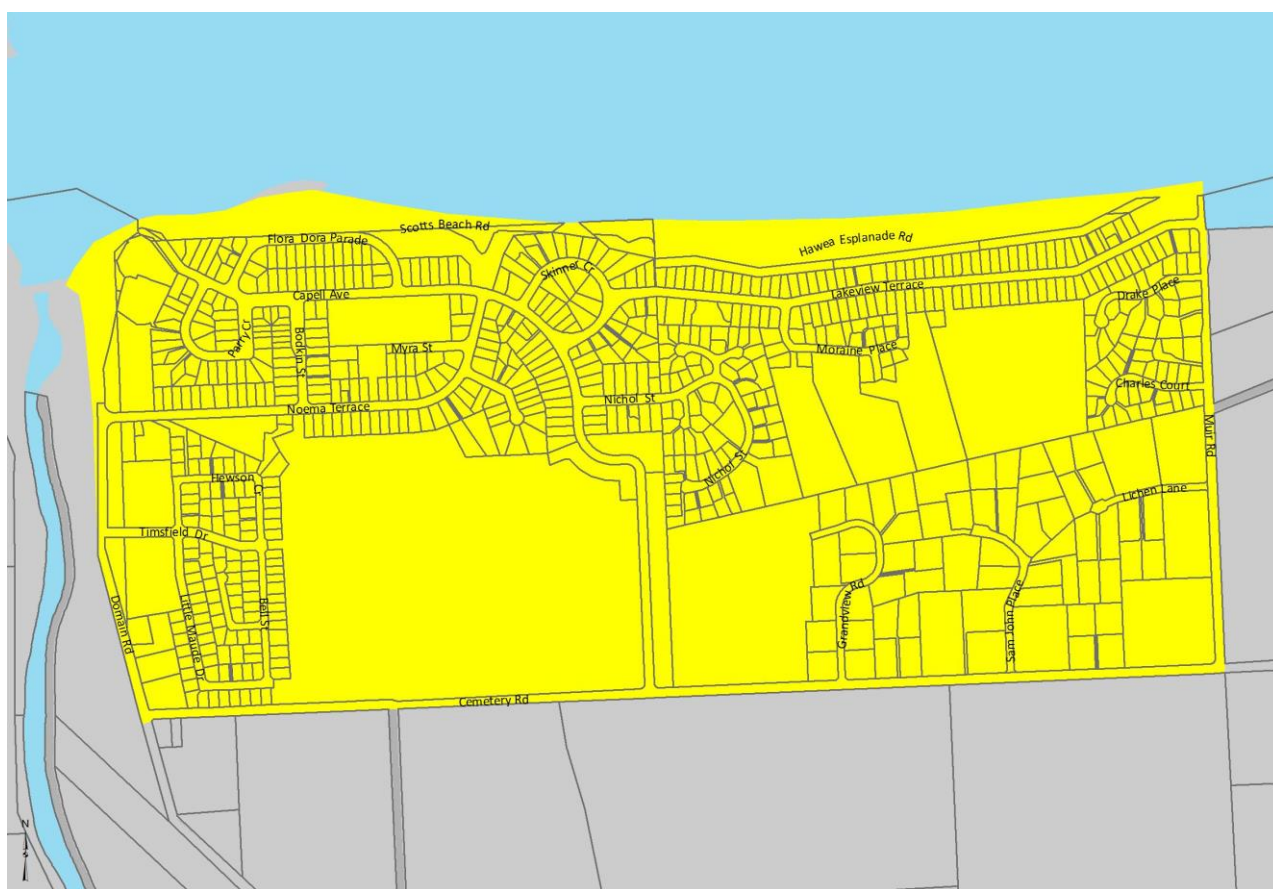 Scotts Beach Rd
Hawea Esplanade Rd
Flora Dora Parade
Skinner Cr
Capell Ave
Lakeview Terrace
Drake Place
Parry Cr
Bodkin St
Myra St
Moraine Place
Charles Court
Noema Terrace
Nichol St
Muir Rd
Nichol St
Hewson Cr
Lichen Lane
Timsfield Dr
Domain Rd
Little Maude Dr
Bell St
Grandview Rd
Sam John Place
Cemetery Rd
N
S